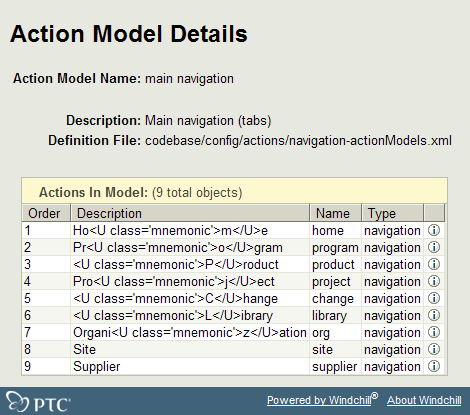 Action Model Details
Action Model Name: main navigation
Description: Main navigation (tabs)
Definition File: codebase/config/actions/navigation-actionModels.xml
Actions In Model: (9 total objects)
Order Description Name Type
1 Ho<U class='mnemonic'>m</U>e home navigation
2 Pr<U class='mnemonic'>o</U>gram program navigation
3 <U class='mnemonic'>P</U>roduct product navigation
4 Pro<U class='mnemonic'>j</U>ect project navigation
5 <U class='mnemonic'>C</U>hange change navigation
6 <U class='mnemonic'>L</U>ibrary library navigation
7 Organi<U class='mnemonic'>z</U>ation org navigation
8 Site site navigation
9 Supplier supplier navigation
PTC® Powered by Windchill® About Windchill